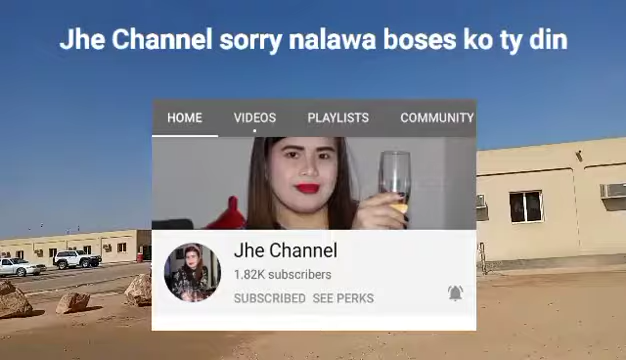 Jhe Channel sorry nalawa boses ko ty din
HOME VIDEOS PLAYLISTS COMMUNITY
Jhe Channel
1.82K subscribers
SUBSCRIBED SEE PERKS